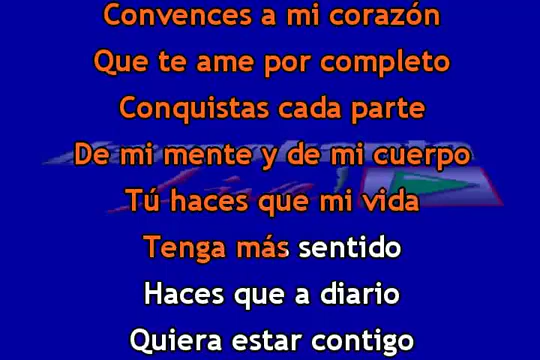 Convences a mi corazón
Que te ame por completo
Conquistas cada parte
De mi mente y de mi cuerpo
Tú haces que mi vida
Tenga más sentido
Haces que a diario
Quiera estar contigo